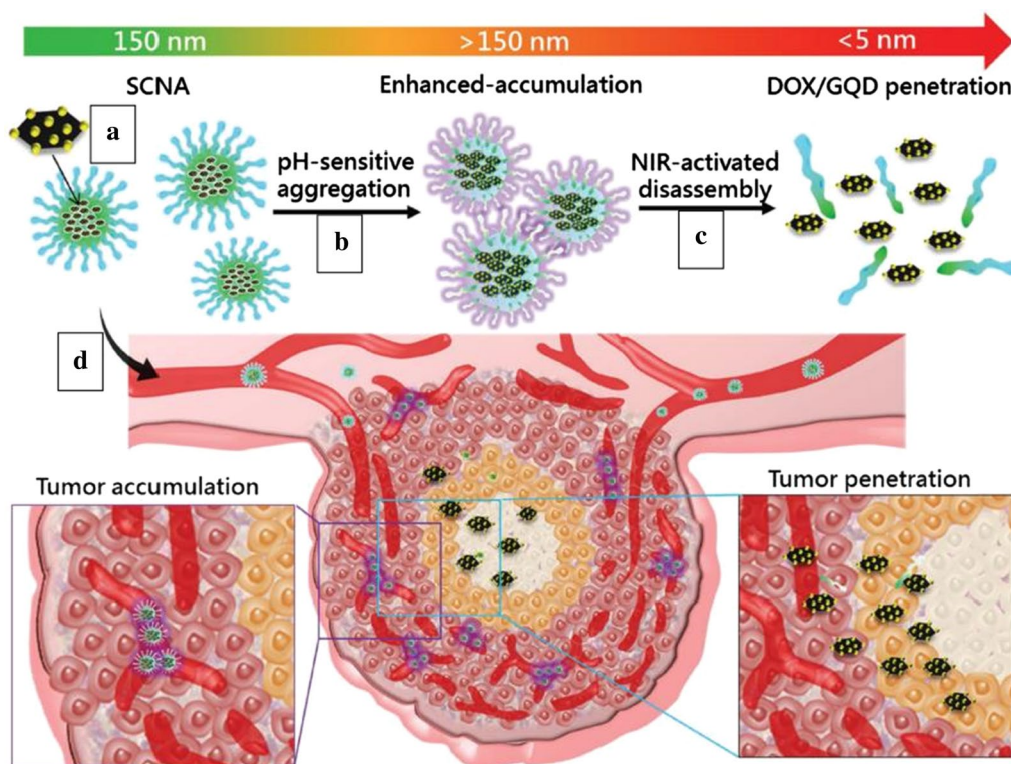 150 nm >150 nm <5 nm
SCNA Enhanced-accumulation DOX/GQD penetration
a
pH-sensitive
aggregation
b
NIR-activated
disassembly
c
d
Tumor accumulation
Tumor penetration